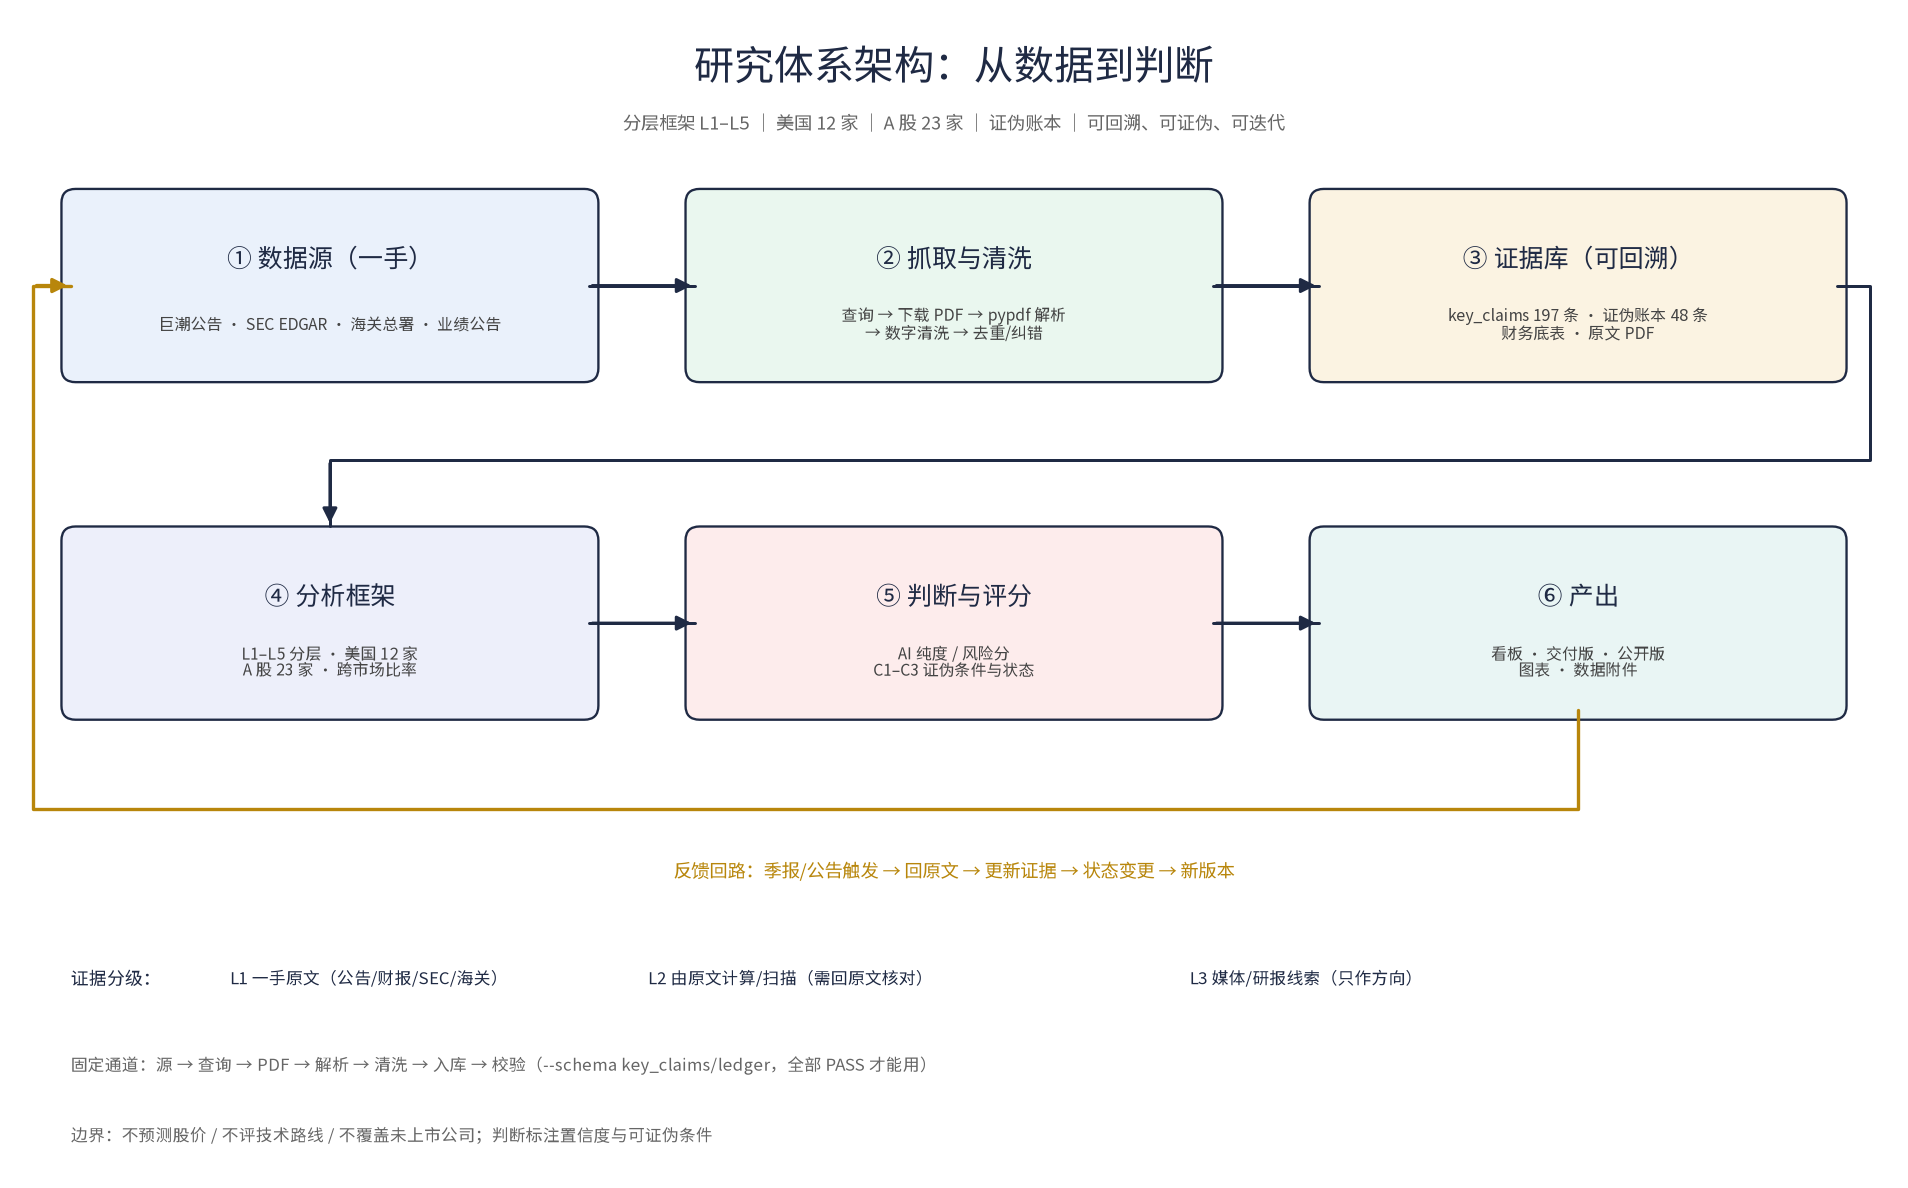 研究体系架构：从数据到判断
分层框架 L1–L5 ｜ 美国 12 家 ｜ A 股 23 家 ｜ 证伪账本 ｜ 可回溯、可证伪、可迭代
① 数据源（一手）
巨潮公告 · SEC EDGAR · 海关总署 · 业绩公告
② 抓取与清洗
查询 → 下载 PDF → pypdf 解析
→ 数字清洗 → 去重/纠错
③ 证据库（可回溯）
key_claims 197 条 · 证伪账本 48 条
财务底表 · 原文 PDF
④ 分析框架
L1–L5 分层 · 美国 12 家
A 股 23 家 · 跨市场比率
⑤ 判断与评分
AI 纯度 / 风险分
C1–C3 证伪条件与状态
⑥ 产出
看板 · 交付版 · 公开版
图表 · 数据附件
反馈回路：季报/公告触发 → 回原文 → 更新证据 → 状态变更 → 新版本
证据分级： L1 一手原文（公告/财报/SEC/海关） L2 由原文计算/扫描（需回原文核对） L3 媒体/研报线索（只作方向）
固定通道：源 → 查询 → PDF → 解析 → 清洗 → 入库 → 校验（--schema key_claims/ledger，全部 PASS 才能用）
边界：不预测股价 / 不评技术路线 / 不覆盖未上市公司；判断标注置信度与可证伪条件